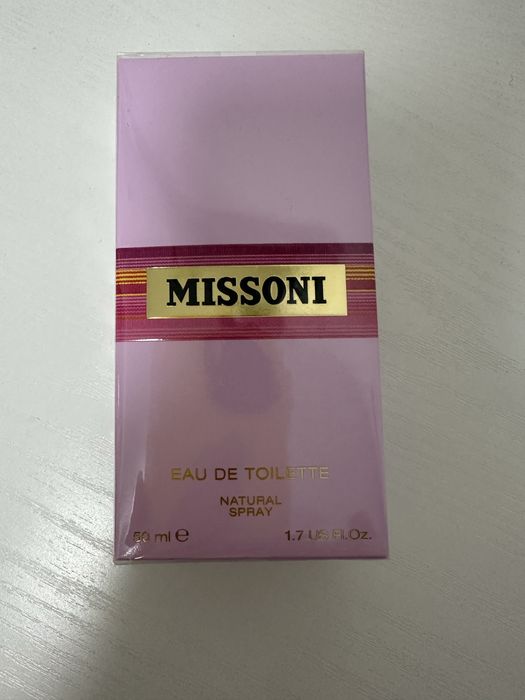 MISSONI
EAU DE TOILETTE
NATURAL
SPRAY
50 ml e 1.7 US Fl.Oz.